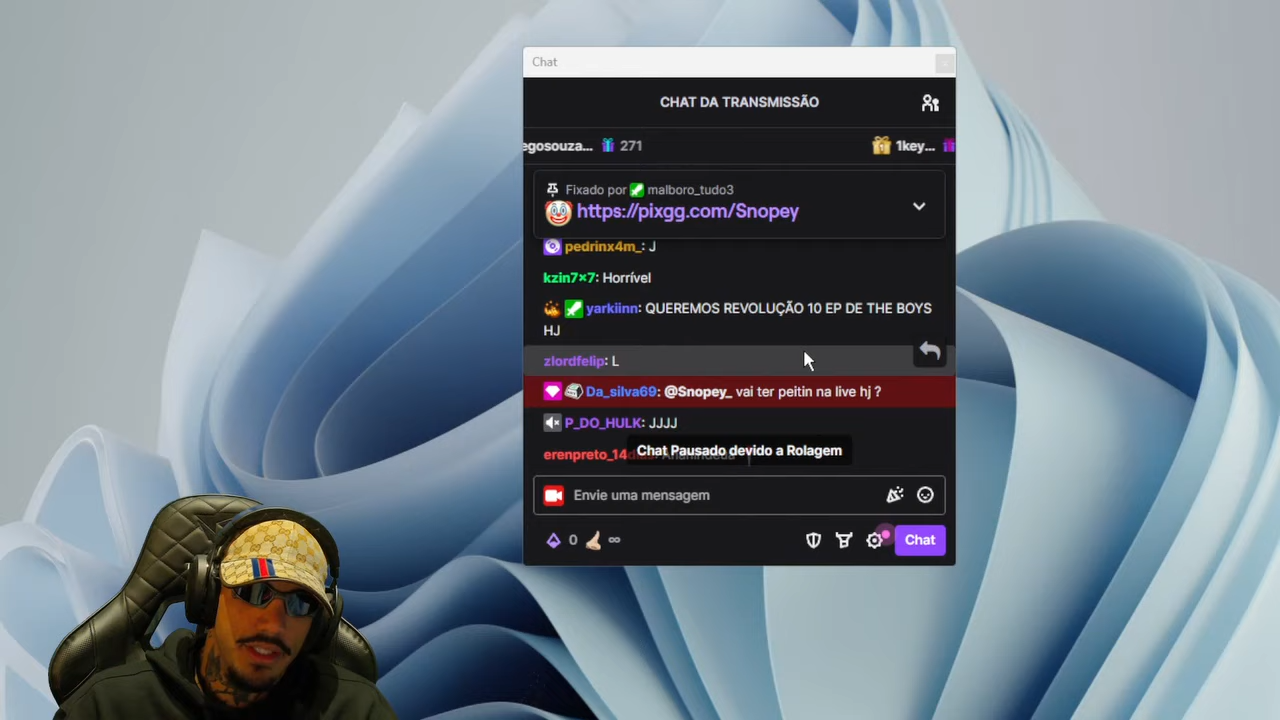 Chat
CHAT DA TRANSMISSÃO
egosouza... 271
1key...
Fixado por malboro_tudo3
https://pixgg.com/Snopey
pedrinx4m_: J
kzin7x7: Horrível
yarkiinn: QUEREMOS REVOLUÇÃO 10 EP DE THE BOYS
HJ
zlordfelip: L
Da_silva69: @Snopey_ vai ter peitin na live hj ?
P_DO_HULK: JJJJ
erenpreto_14
Chat Pausado devido a Rolagem
Envie uma mensagem
0 ∞
Chat